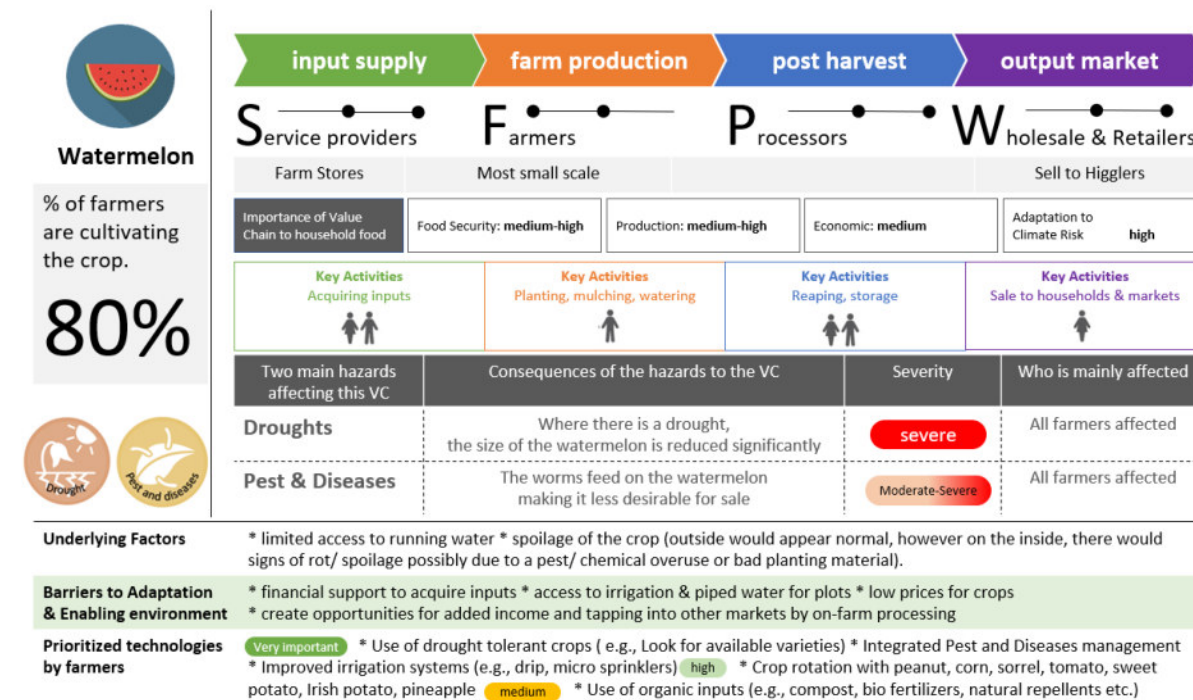 Watermelon
% of farmers
are cultivating
the crop.
80%
Drought
Pest and diseases
input supply
farm production
post harvest
output market
Service providers
Farmers
Processors
Wholesale & Retailers
Farm Stores
Most small scale
Sell to Higglers
Importance of Value
Chain to household food
Food Security: medium-high
Production: medium-high
Economic: medium
Adaptation to
Climate Risk high
Key Activities
Acquiring inputs
Key Activities
Planting, mulching, watering
Key Activities
Reaping, storage
Key Activities
Sale to households & markets
Two main hazards
affecting this VC
Consequences of the hazards to the VC
Severity
Who is mainly affected
Droughts
Where there is a drought,
the size of the watermelon is reduced significantly
severe
All farmers affected
Pest & Diseases
The worms feed on the watermelon
making it less desirable for sale
Moderate-Severe
All farmers affected
Underlying Factors
* limited access to running water * spoilage of the crop (outside would appear normal, however on the inside, there would
signs of rot/ spoilage possibly due to a pest/ chemical overuse or bad planting material).
Barriers to Adaptation
& Enabling environment
* financial support to acquire inputs * access to irrigation & piped water for plots * low prices for crops
* create opportunities for added income and tapping into other markets by on-farm processing
Prioritized technologies
by farmers
Very important * Use of drought tolerant crops ( e.g., Look for available varieties) * Integrated Pest and Diseases management
* Improved irrigation systems (e.g., drip, micro sprinklers) high * Crop rotation with peanut, corn, sorrel, tomato, sweet
potato, Irish potato, pineapple medium * Use of organic inputs (e.g., compost, bio fertilizers, natural repellents etc.)